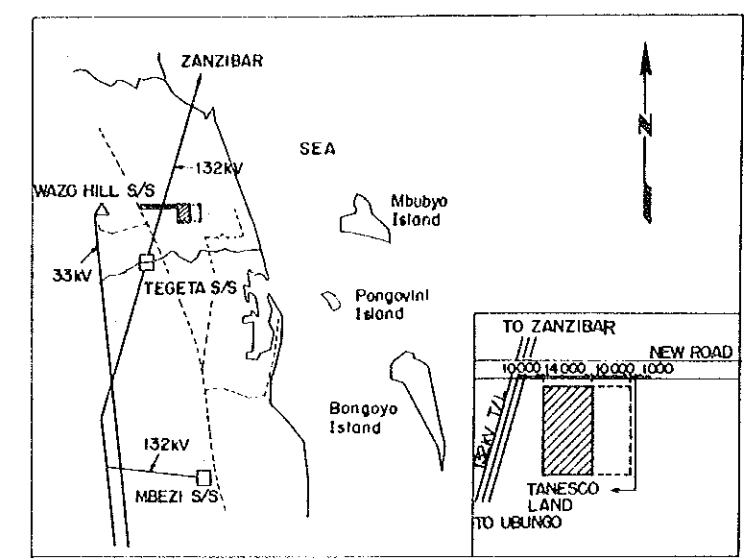 ZANZIBAR
N
SEA
132kV
WAZO HILL S/S
Mbubyo
Island
33kV
TEGETA S/S
Pongovini
Island
Bongoyo
Island
132kV
MBEZI S/S
TO ZANZIBAR
NEW ROAD
10000 14000 10000 1000
132kV T/L
TANESCO
LAND
TO UBUNGO